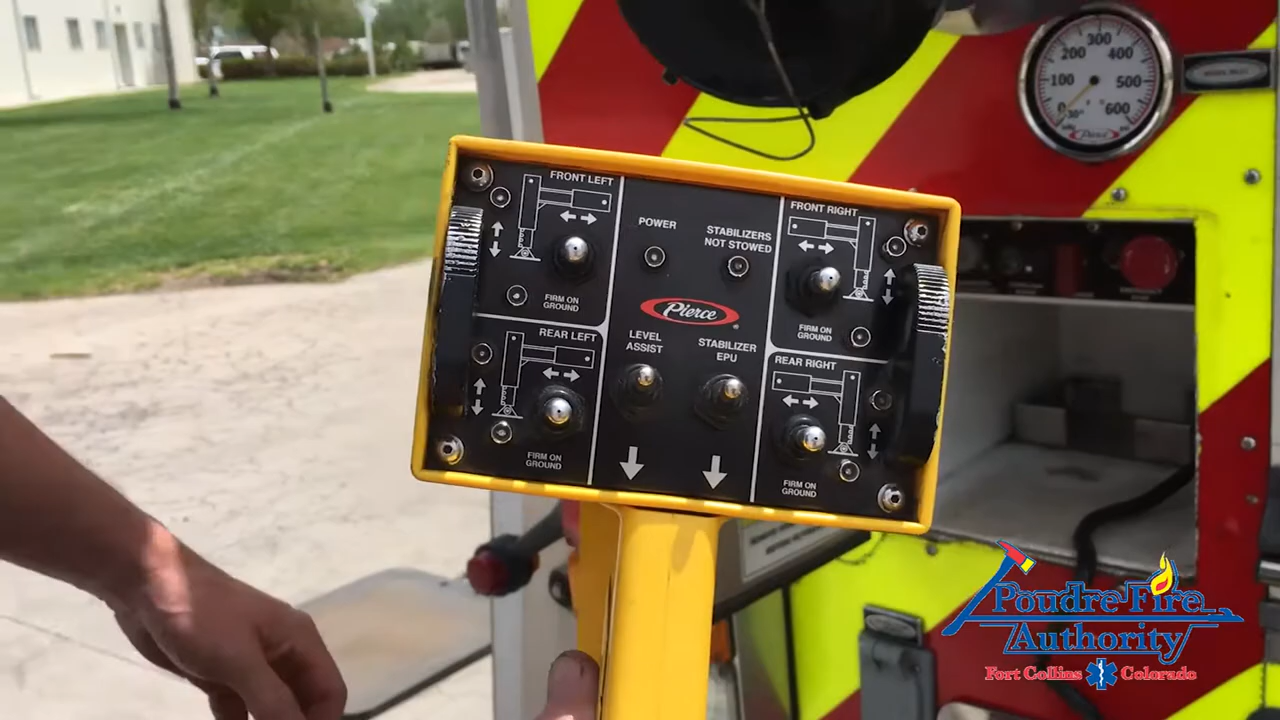 FRONT LEFT
FIRM ON
GROUND
REAR LEFT
FIRM ON
GROUND
POWER
STABILIZERS
NOT STOWED
Pierce
LEVEL
ASSIST
STABILIZER
EPU
FRONT RIGHT
FIRM ON
GROUND
REAR RIGHT
FIRM ON
GROUND
0
100
200
300
400
500
600
30"
Pierce
Poudre Fire
Authority
Fort Collins Colorado